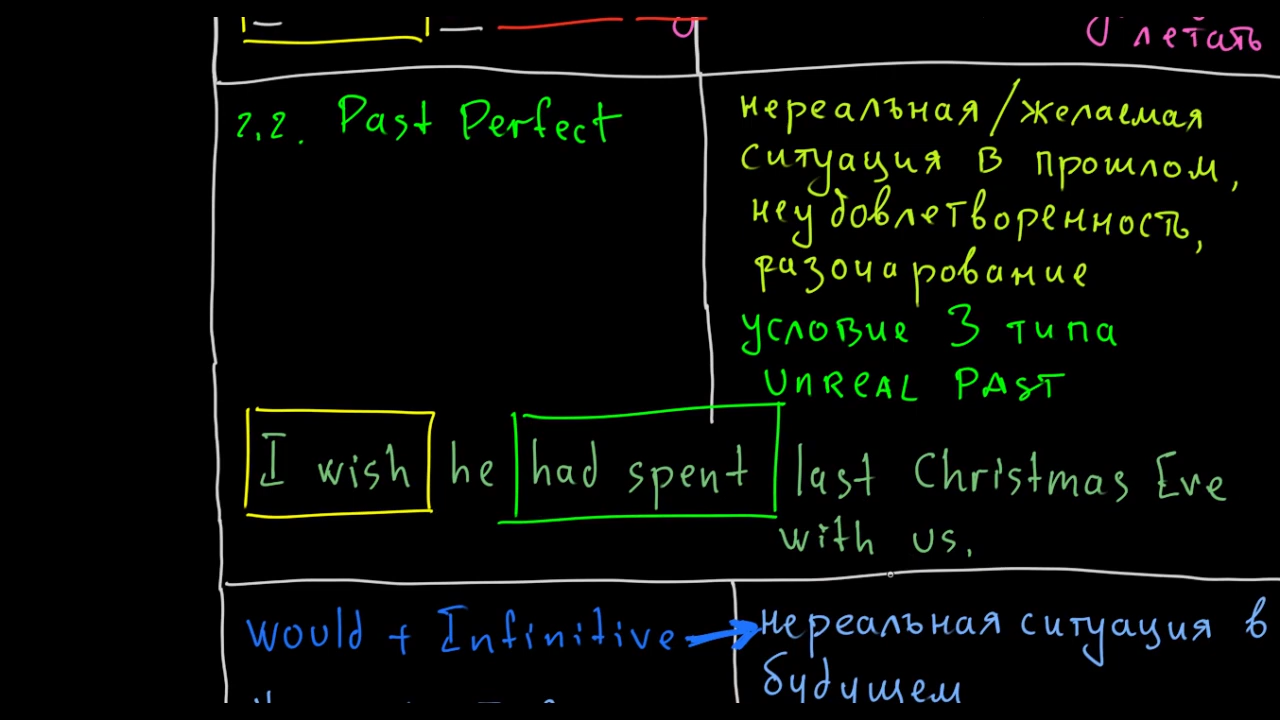 летать
2.2. Past Perfect
нереальная/желаемая
ситуация в прошлом,
неудовлетворенность,
разочарование
условие 3 типа
UNREAL PAST
I wish he had spent last Christmas Eve
with us.
would + Infinitive → нереальная ситуация в
будущем